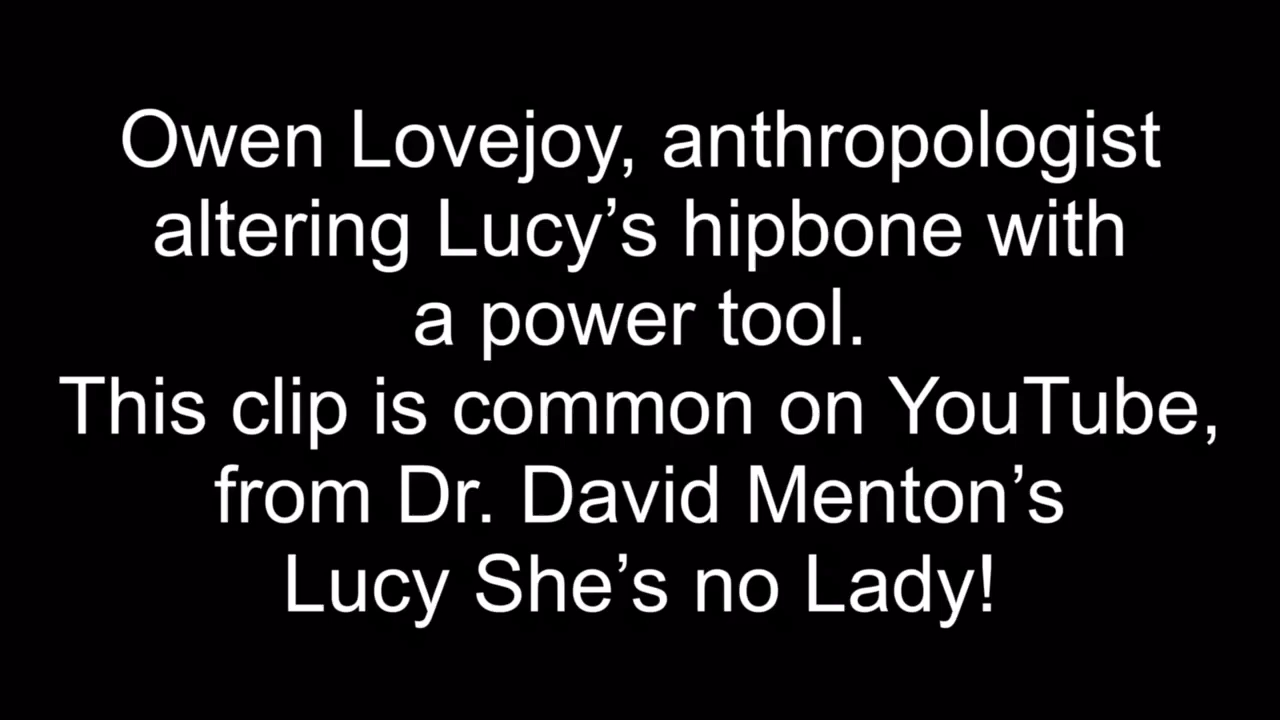 Owen Lovejoy, anthropologist
altering Lucy’s hipbone with
a power tool.
This clip is common on YouTube,
from Dr. David Menton’s
Lucy She’s no Lady!